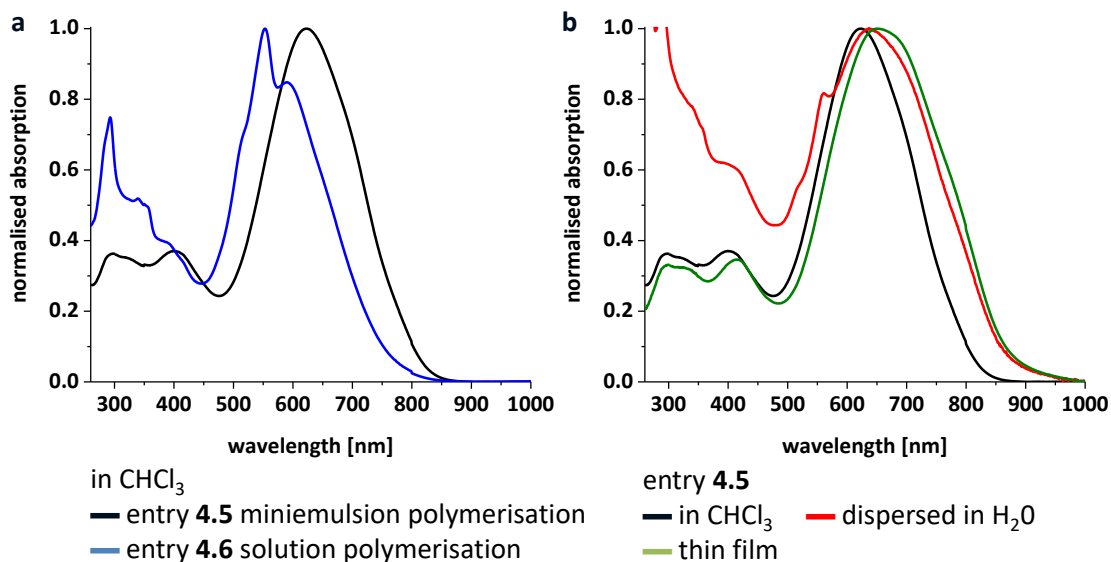 a
b
1.0
0.8
0.6
0.4
0.2
0.0
normalised absorption
300 400 500 600 700 800 900 1000
wavelength [nm]
in CHCl₃
entry 4.5 miniemulsion polymerisation
entry 4.6 solution polymerisation
1.0
0.8
0.6
0.4
0.2
0.0
normalised absorption
300 400 500 600 700 800 900 1000
wavelength [nm]
entry 4.5
in CHCl₃ dispersed in H₂0
thin film